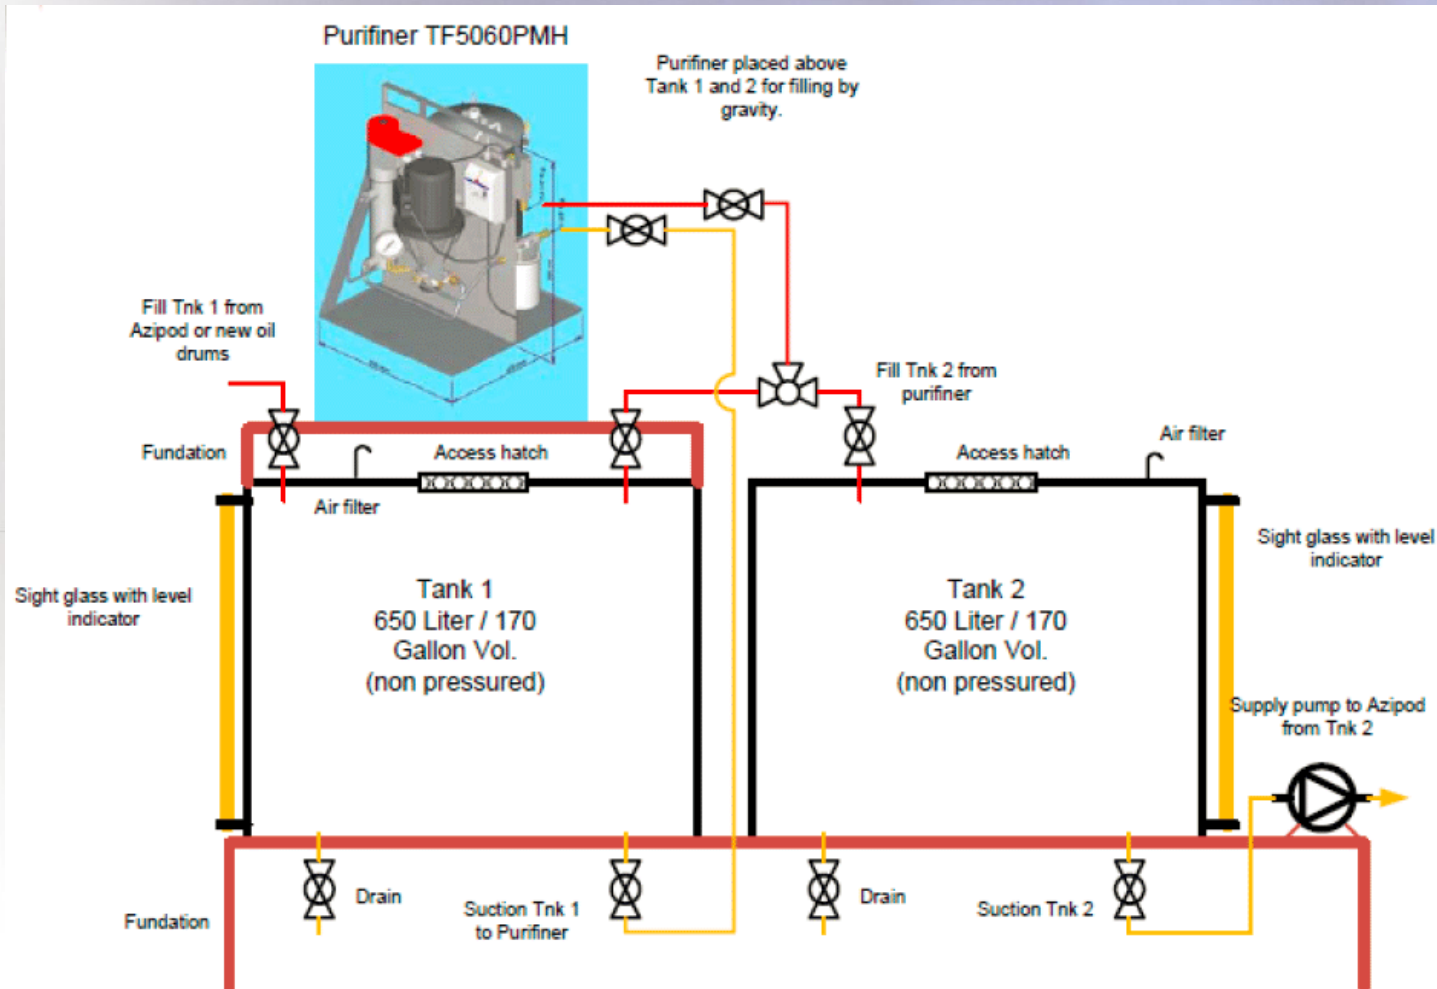 Purifiner TF5060PMH
Purifiner placed above
Tank 1 and 2 for filling by
gravity.
Fill Tnk 1 from
Azipod or new oil
drums
Fill Tnk 2 from
purifiner
Fundation
Access hatch
Air filter
Access hatch
Air filter
Sight glass with level
indicator
Tank 1
650 Liter / 170
Gallon Vol.
(non pressured)
Tank 2
650 Liter / 170
Gallon Vol.
(non pressured)
Sight glass with level
indicator
Supply pump to Azipod
from Tnk 2
Fundation
Drain
Suction Tnk 1
to Purifiner
Drain
Suction Tnk 2